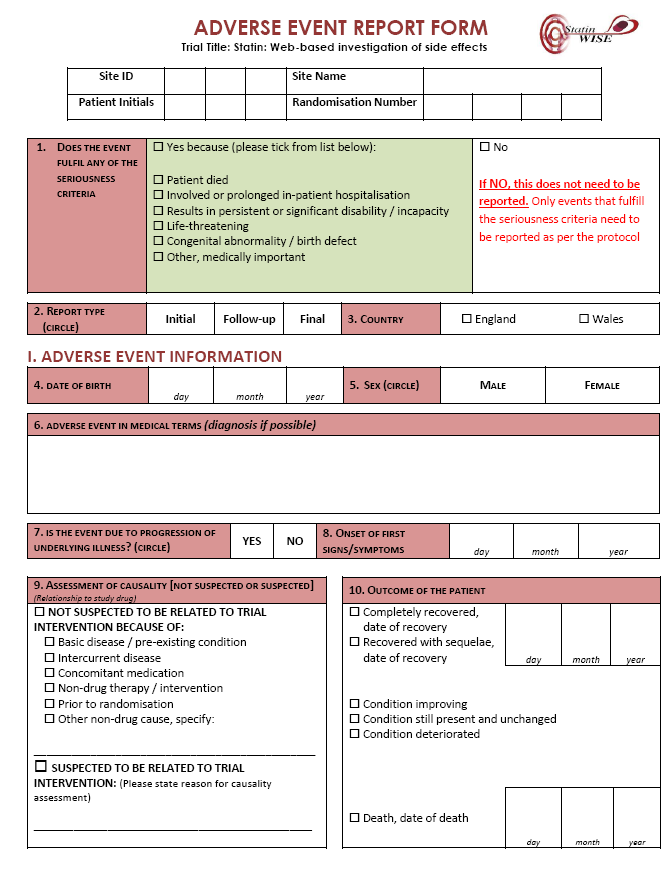 ADVERSE EVENT REPORT FORM
Trial Title: Statin: Web-based investigation of side effects
Statin
WISE
Site ID
Site Name
Patient Initials
Randomisation Number
1. DOES THE EVENT
FULFIL ANY OF THE
SERIOUSNESS
CRITERIA
☐ Yes because (please tick from list below):
☐ Patient died
☐ Involved or prolonged in-patient hospitalisation
☐ Results in persistent or significant disability / incapacity
☐ Life-threatening
☐ Congenital abnormality / birth defect
☐ Other, medically important
☐ No
If NO, this does not need to be
reported. Only events that fulfill
the seriousness criteria need to
be reported as per the protocol
2. REPORT TYPE
(CIRCLE)
Initial
Follow-up
Final
3. COUNTRY
☐ England
☐ Wales
I. ADVERSE EVENT INFORMATION
4. DATE OF BIRTH
day
month
year
5. SEX (CIRCLE)
MALE
FEMALE
6. ADVERSE EVENT IN MEDICAL TERMS (diagnosis if possible)
7. IS THE EVENT DUE TO PROGRESSION OF
UNDERLYING ILLNESS? (CIRCLE)
YES
NO
8. ONSET OF FIRST
SIGNS/SYMPTOMS
day
month
year
9. ASSESSMENT OF CAUSALITY [NOT SUSPECTED OR SUSPECTED]
(Relationship to study drug)
☐ NOT SUSPECTED TO BE RELATED TO TRIAL
INTERVENTION BECAUSE OF:
☐ Basic disease / pre-existing condition
☐ Intercurrent disease
☐ Concomitant medication
☐ Non-drug therapy / intervention
☐ Prior to randomisation
☐ Other non-drug cause, specify:
☐ SUSPECTED TO BE RELATED TO TRIAL
INTERVENTION: (Please state reason for causality
assessment)
10. OUTCOME OF THE PATIENT
☐ Completely recovered,
date of recovery
☐ Recovered with sequelae,
date of recovery
day
month
year
☐ Condition improving
☐ Condition still present and unchanged
☐ Condition deteriorated
☐ Death, date of death
day
month
year